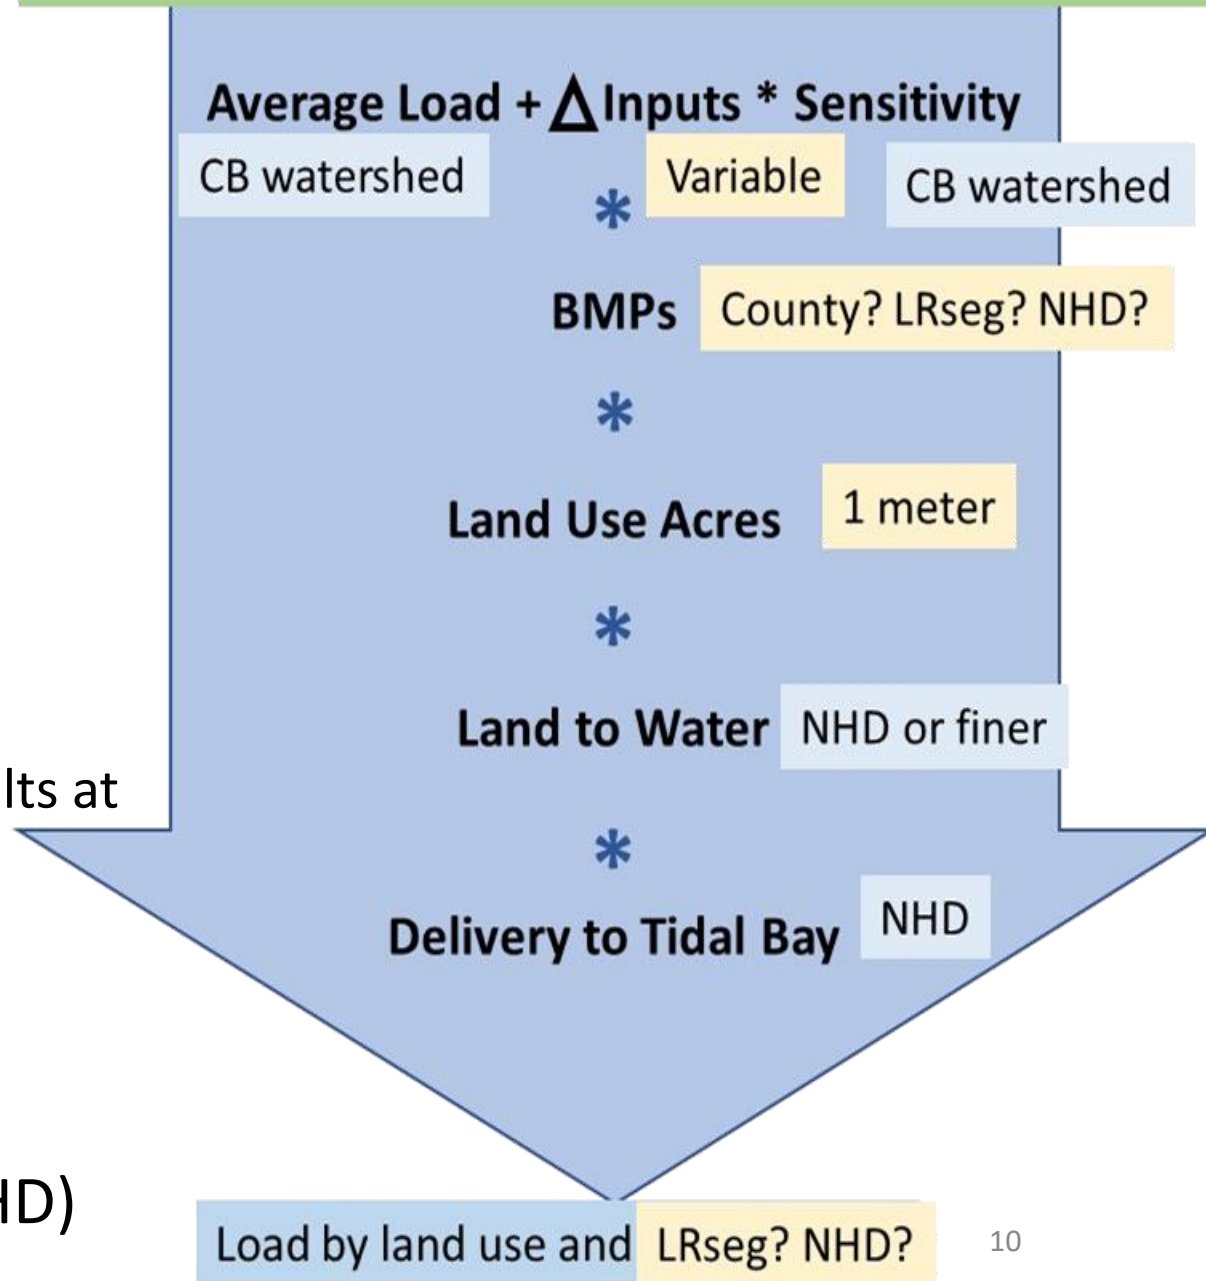 Average Load + Δ Inputs * Sensitivity
CB watershed
Variable
CB watershed
*
BMPs
County? LRseg? NHD?
*
Land Use Acres
1 meter
*
Land to Water
NHD or finer
lts at
*
Delivery to Tidal Bay
NHD
HD)
Load by land use and LRseg? NHD?
10